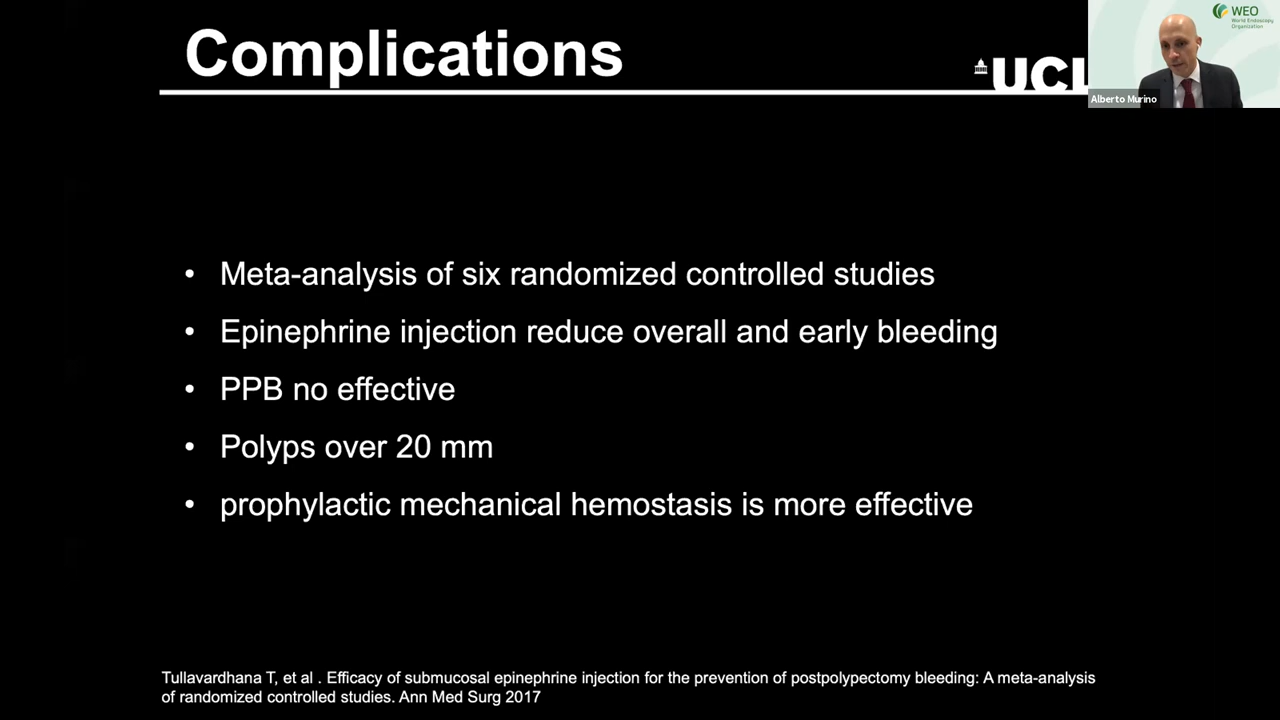 Complications
UCL
WEO
World Endoscopy
Organization
Alberto Murino
• Meta-analysis of six randomized controlled studies
• Epinephrine injection reduce overall and early bleeding
• PPB no effective
• Polyps over 20 mm
• prophylactic mechanical hemostasis is more effective
Tullavardhana T, et al . Efficacy of submucosal epinephrine injection for the prevention of postpolypectomy bleeding: A meta-analysis
of randomized controlled studies. Ann Med Surg 2017